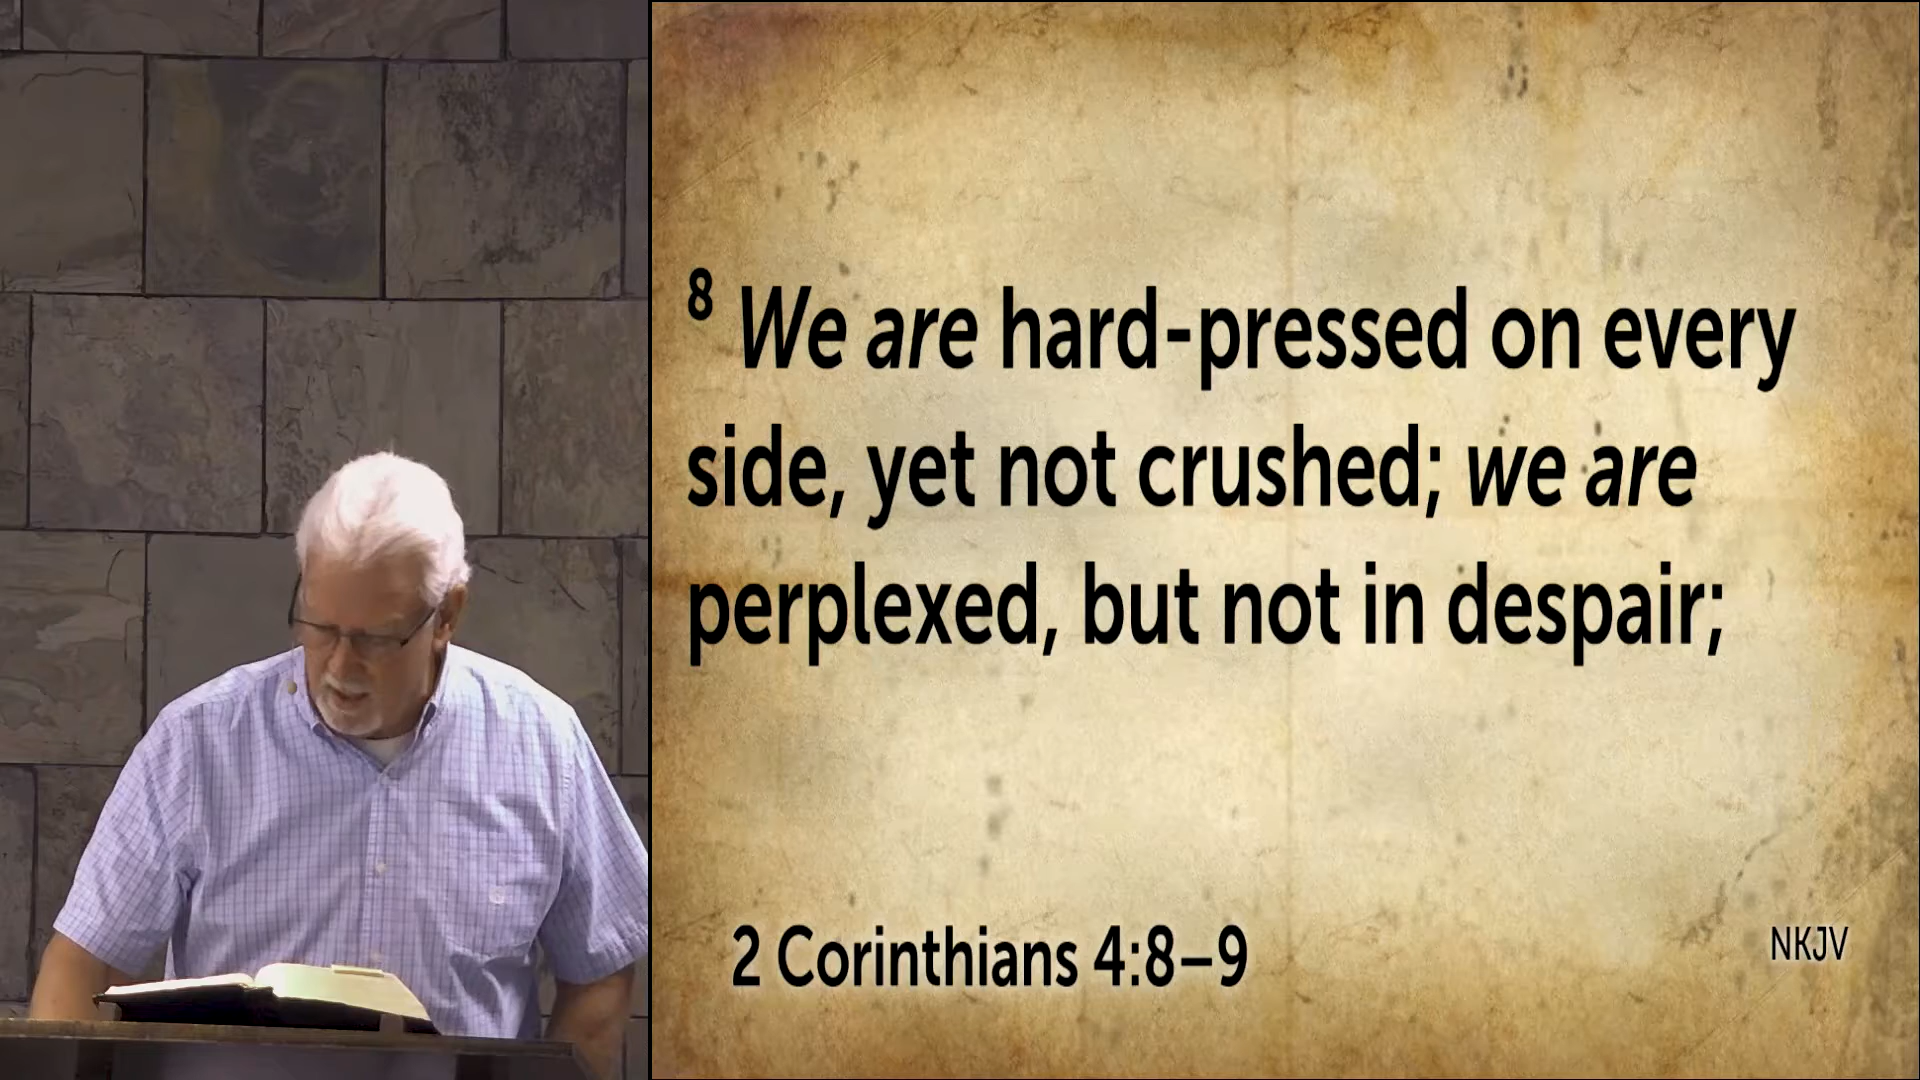 8 We are hard-pressed on every
side, yet not crushed; we are
perplexed, but not in despair;
2 Corinthians 4:8–9
NKJV